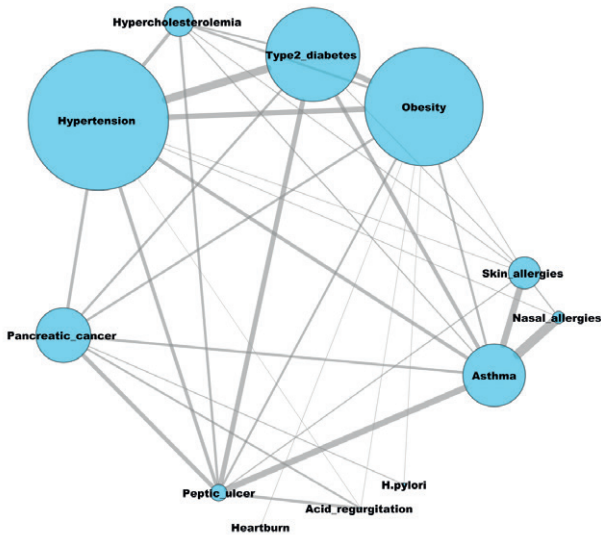 Hypercholesterolemia
Type2_diabetes
Obesity
Hypertension
Skin_allergies
Nasal_allergies
Pancreatic_cancer
Asthma
H.pylori
Peptic_ulcer
Acid_regurgitation
Heartburn